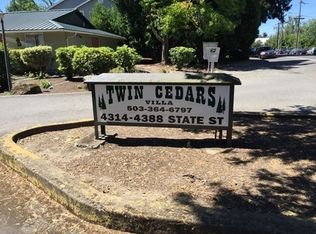 TWIN CEDARS
VILLA
503-364-6797
4314-4388 STATE ST